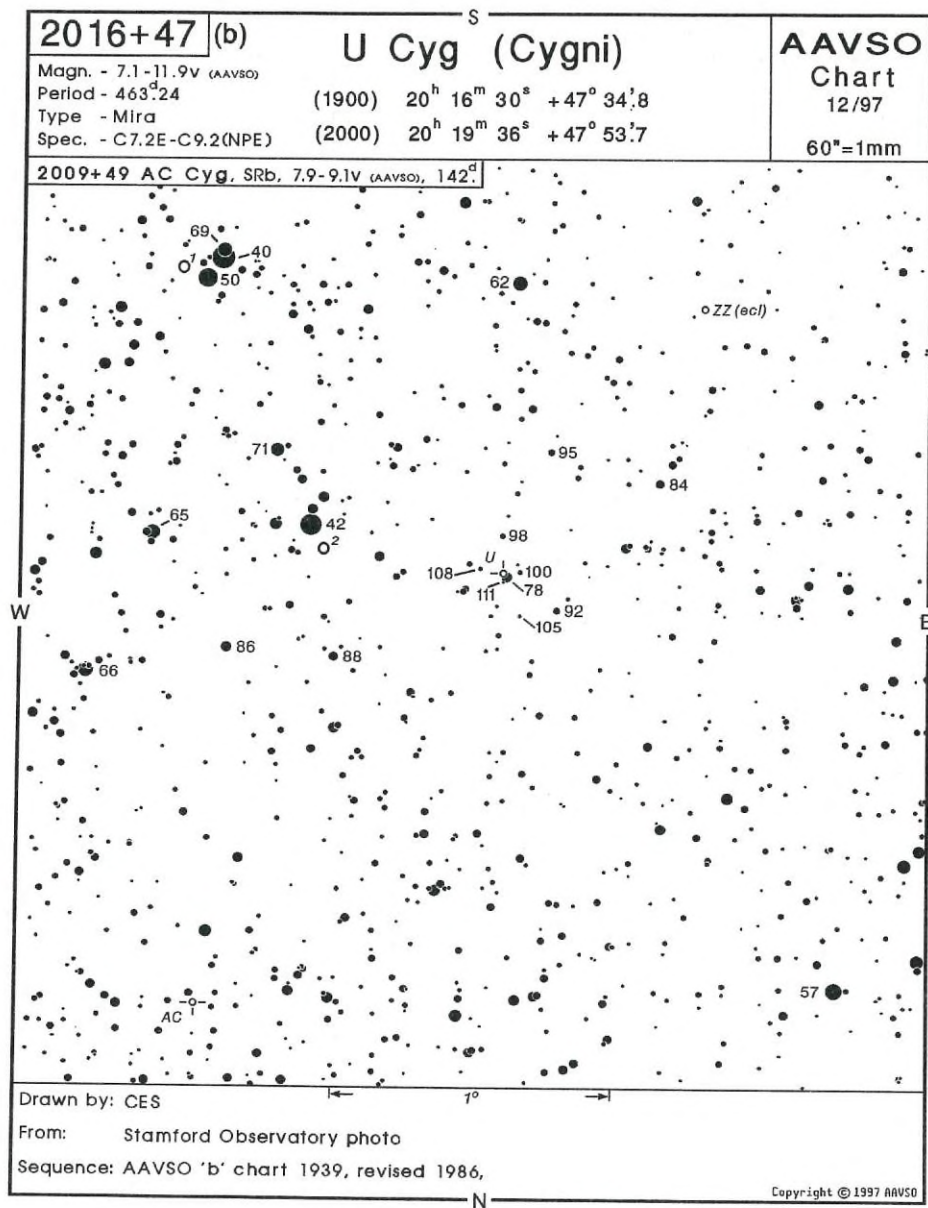 S
2016+47 (b)
U Cyg (Cygni)
AAVSO
Chart
12/97
60"=1mm
Magn. - 7.1-11.9v (AAVSO)
Period - 463ᵈ.24
Type - Mira
Spec. - C7.2E-C9.2(NPE)
(1900) 20ʰ 16ᵐ 30ˢ +47° 34'.8
(2000) 20ʰ 19ᵐ 36ˢ +47° 53'.7
2009+49 AC Cyg, SRb, 7.9-9.1v (AAVSO), 142ᵈ.
69
1
40
50
62
ZZ (ecl)
71
95
84
65
42
2
98
U
108
100
111
78
92
105
W
E
86
88
66
57
AC
1°
Drawn by: CES
From: Stamford Observatory photo
Sequence: AAVSO 'b' chart 1939, revised 1986,
Copyright © 1997 AAVSO
N